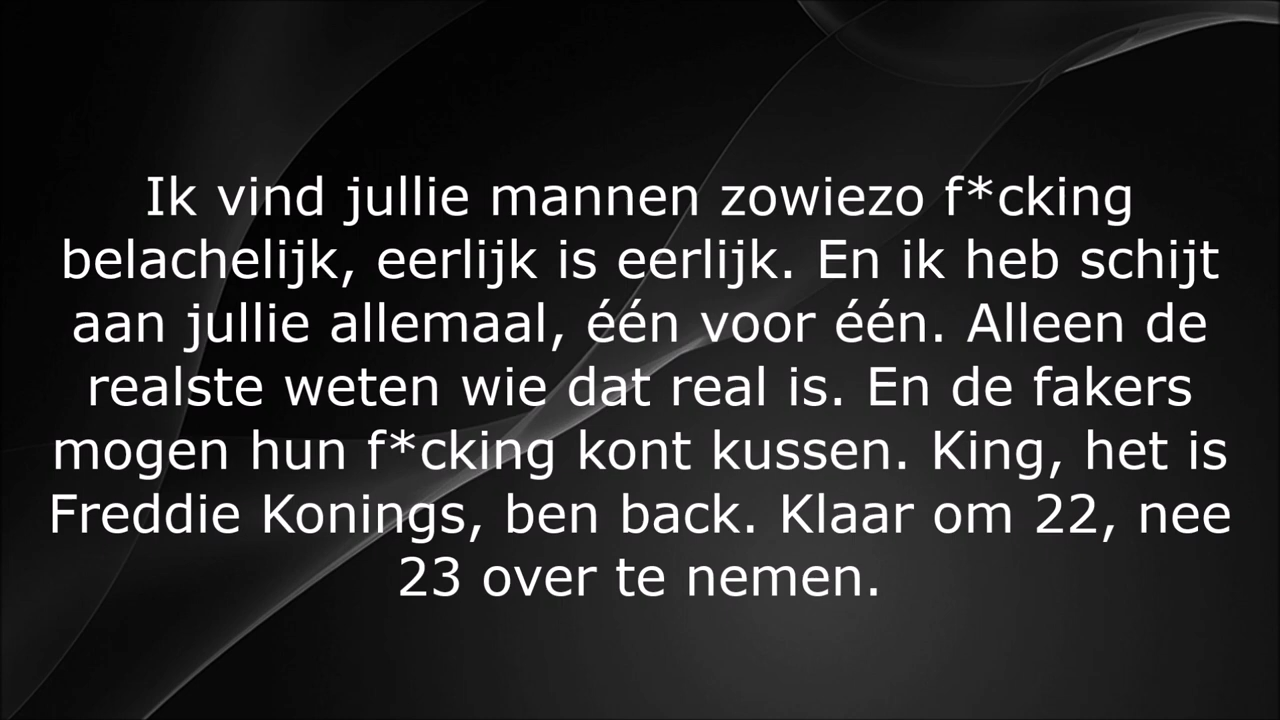 Ik vind jullie mannen zowiezo f*cking
belachelijk, eerlijk is eerlijk. En ik heb schijt
aan jullie allemaal, één voor één. Alleen de
realste weten wie dat real is. En de fakers
mogen hun f*cking kont kussen. King, het is
Freddie Konings, ben back. Klaar om 22, nee
23 over te nemen.